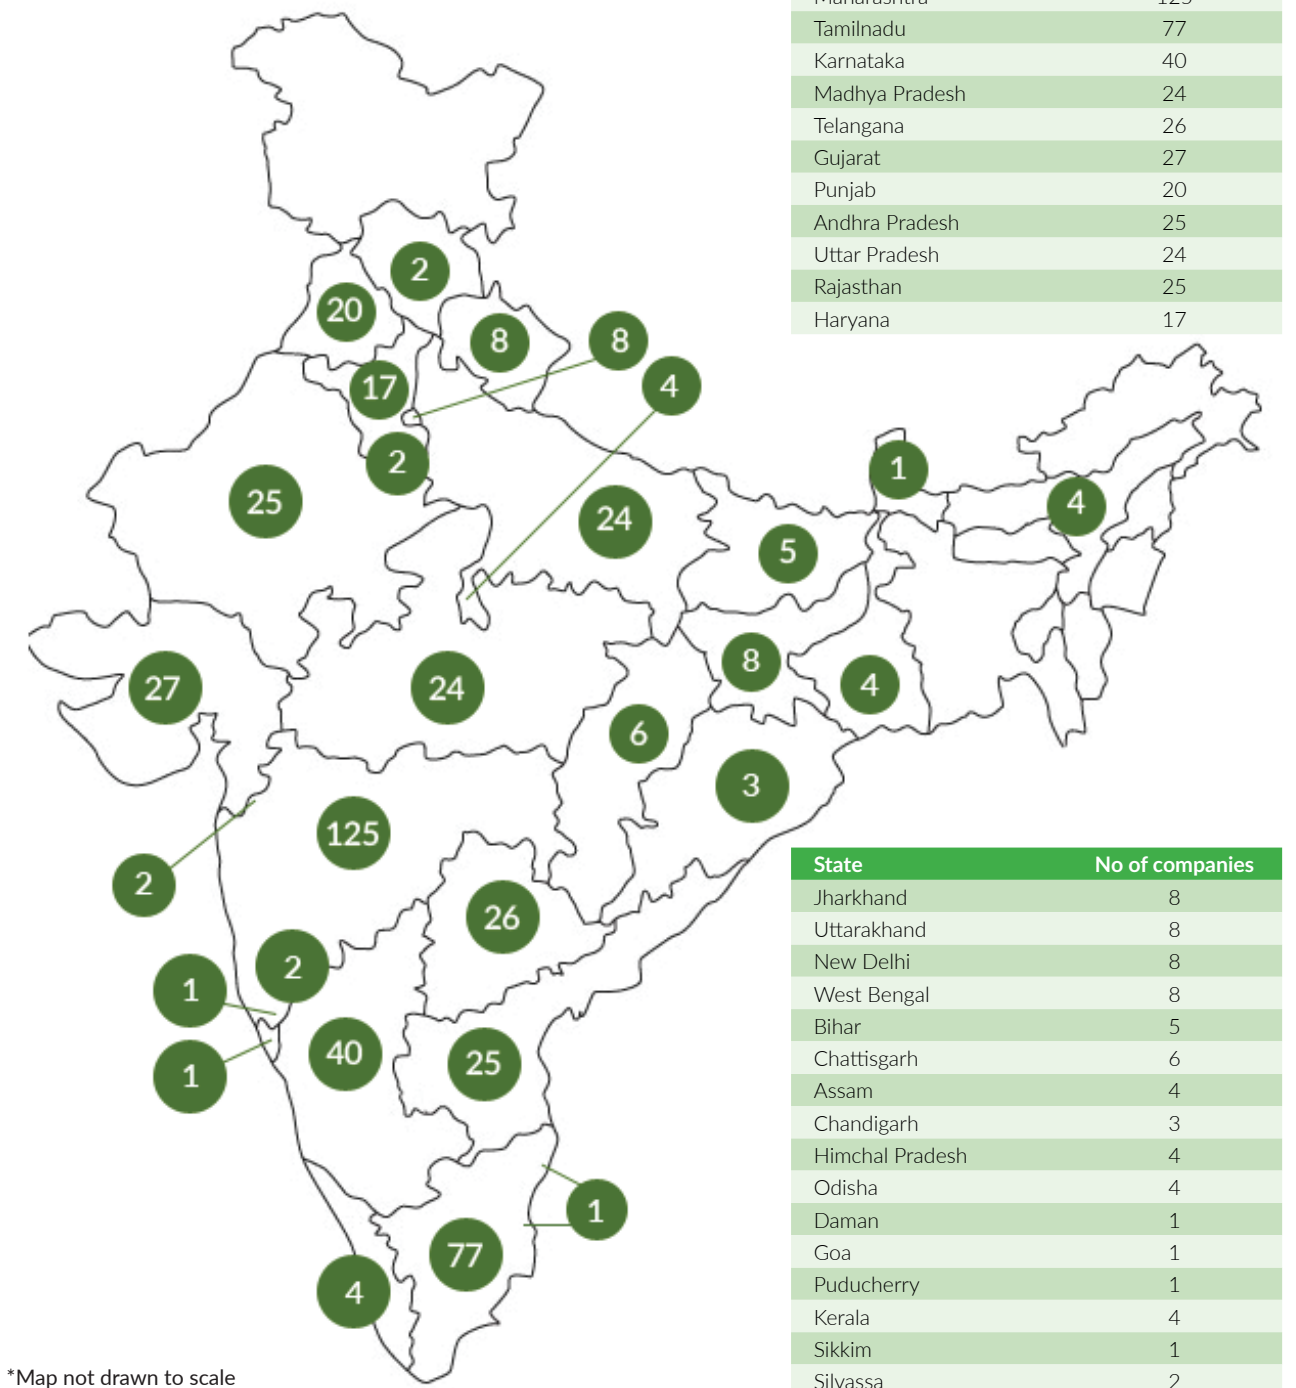 Maharashtra 125
Tamilnadu 77
Karnataka 40
Madhya Pradesh 24
Telangana 26
Gujarat 27
Punjab 20
Andhra Pradesh 25
Uttar Pradesh 24
Rajasthan 25
Haryana 17
2
20
8
8
17
4
2
1
25
4
24
5
8
27
24
4
6
3
125
2
26
2
1
40
25
1
1
77
4
State No of companies
Jharkhand 8
Uttarakhand 8
New Delhi 8
West Bengal 8
Bihar 5
Chattisgarh 6
Assam 4
Chandigarh 3
Himchal Pradesh 4
Odisha 4
Daman 1
Goa 1
Puducherry 1
Kerala 4
Sikkim 1
Silvassa 2
*Map not drawn to scale